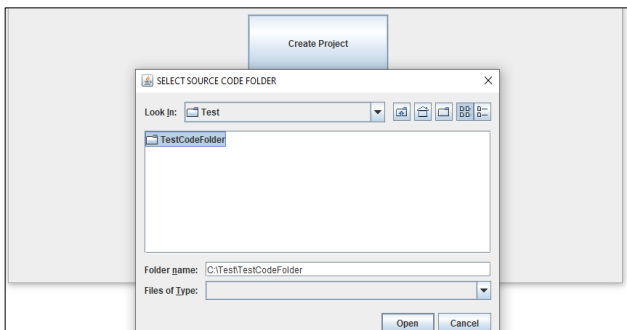 Create Project
SELECT SOURCE CODE FOLDER
Look In: Test
TestCodeFolder
Folder name: C:\Test\TestCodeFolder
Files of Type:
Open Cancel